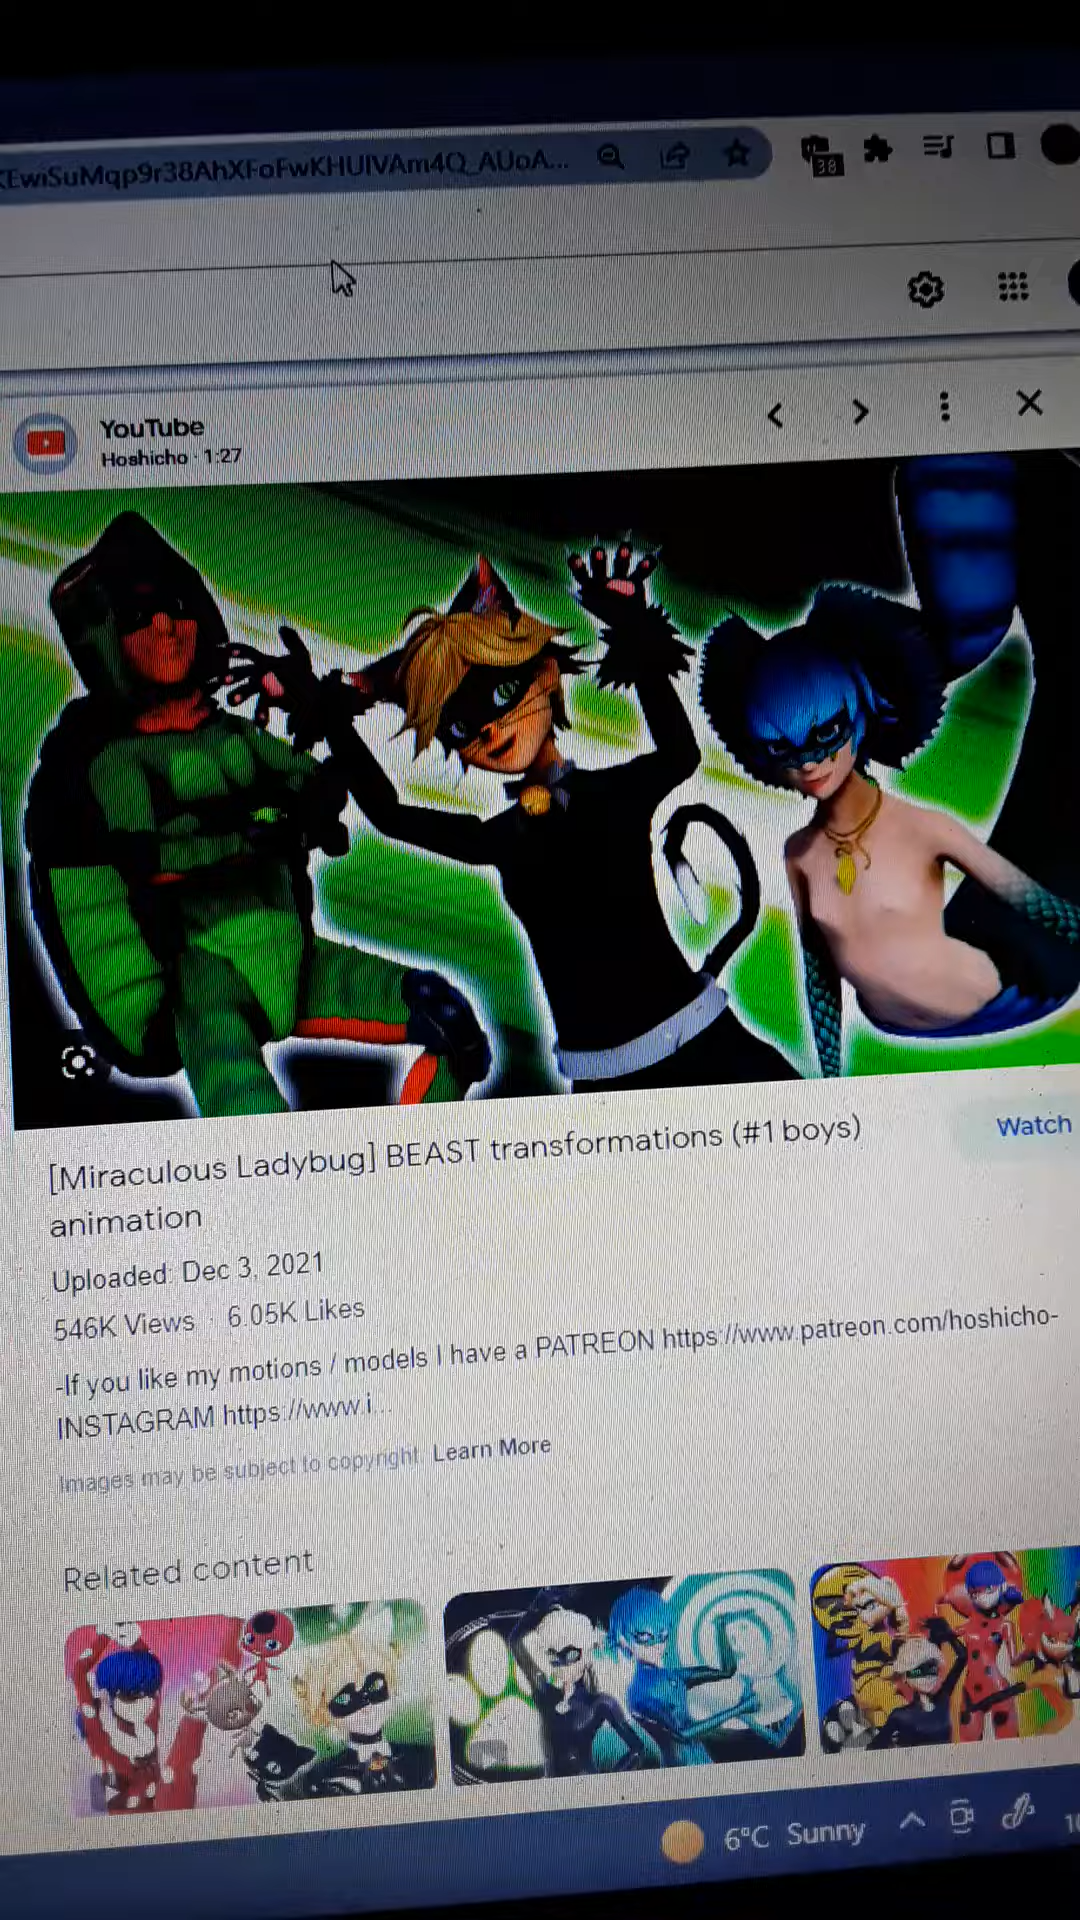 KEwiSuMqp9r38AhXFoFwKHUIVAm4Q_AUoA...
38
YouTube
Hoshicho · 1:27
[Miraculous Ladybug] BEAST transformations (#1 boys)
animation
Watch
Uploaded: Dec 3, 2021
546K Views · 6.05K Likes
-If you like my motions / models I have a PATREON https://www.patreon.com/hoshicho-
INSTAGRAM https://www.i...
Images may be subject to copyright. Learn More
Related content
6°C Sunny